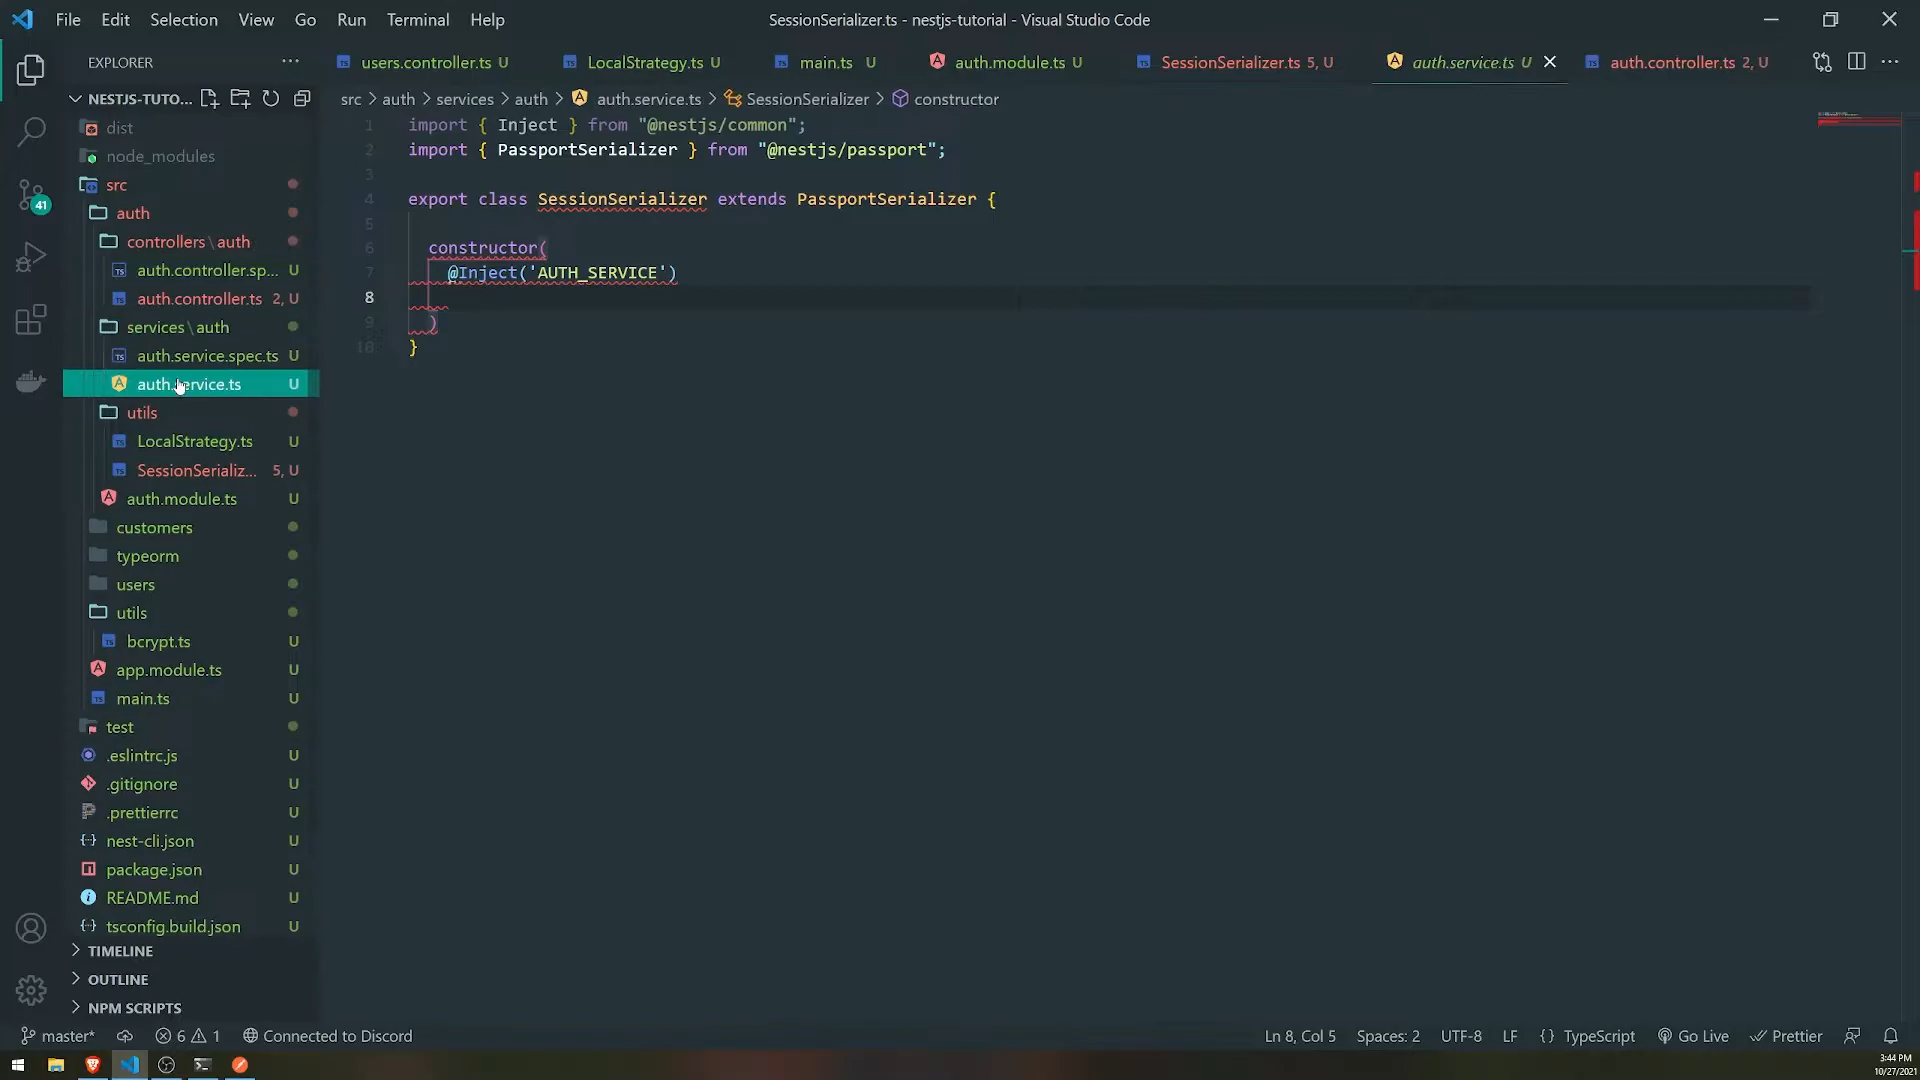 File Edit Selection View Go Run Terminal Help
SessionSerializer.ts - nestjs-tutorial - Visual Studio Code
EXPLORER
users.controller.ts U
LocalStrategy.ts U
main.ts U
auth.module.ts U
SessionSerializer.ts 5, U
auth.service.ts U
auth.controller.ts 2, U
NESTJS-TUTO...
src > auth > services > auth > auth.service.ts > SessionSerializer > constructor
dist
node_modules
src
auth
controllers \ auth
auth.controller.sp... U
auth.controller.ts 2, U
services \ auth
auth.service.spec.ts U
auth.service.ts U
utils
LocalStrategy.ts U
SessionSerializ... 5, U
auth.module.ts U
customers
typeorm
users
utils
bcrypt.ts U
app.module.ts U
main.ts U
test
.eslintrc.js U
.gitignore U
.prettierrc U
nest-cli.json U
package.json U
README.md U
tsconfig.build.json U
TIMELINE
OUTLINE
NPM SCRIPTS
41
1 import { Inject } from "@nestjs/common";
2 import { PassportSerializer } from "@nestjs/passport";
3
4 export class SessionSerializer extends PassportSerializer {
5
6 constructor(
7 @Inject('AUTH_SERVICE')
8
9 )
10 }
master* 6 1 Connected to Discord
Ln 8, Col 5 Spaces: 2 UTF-8 LF {} TypeScript Go Live Prettier
3:44 PM
10/27/2021